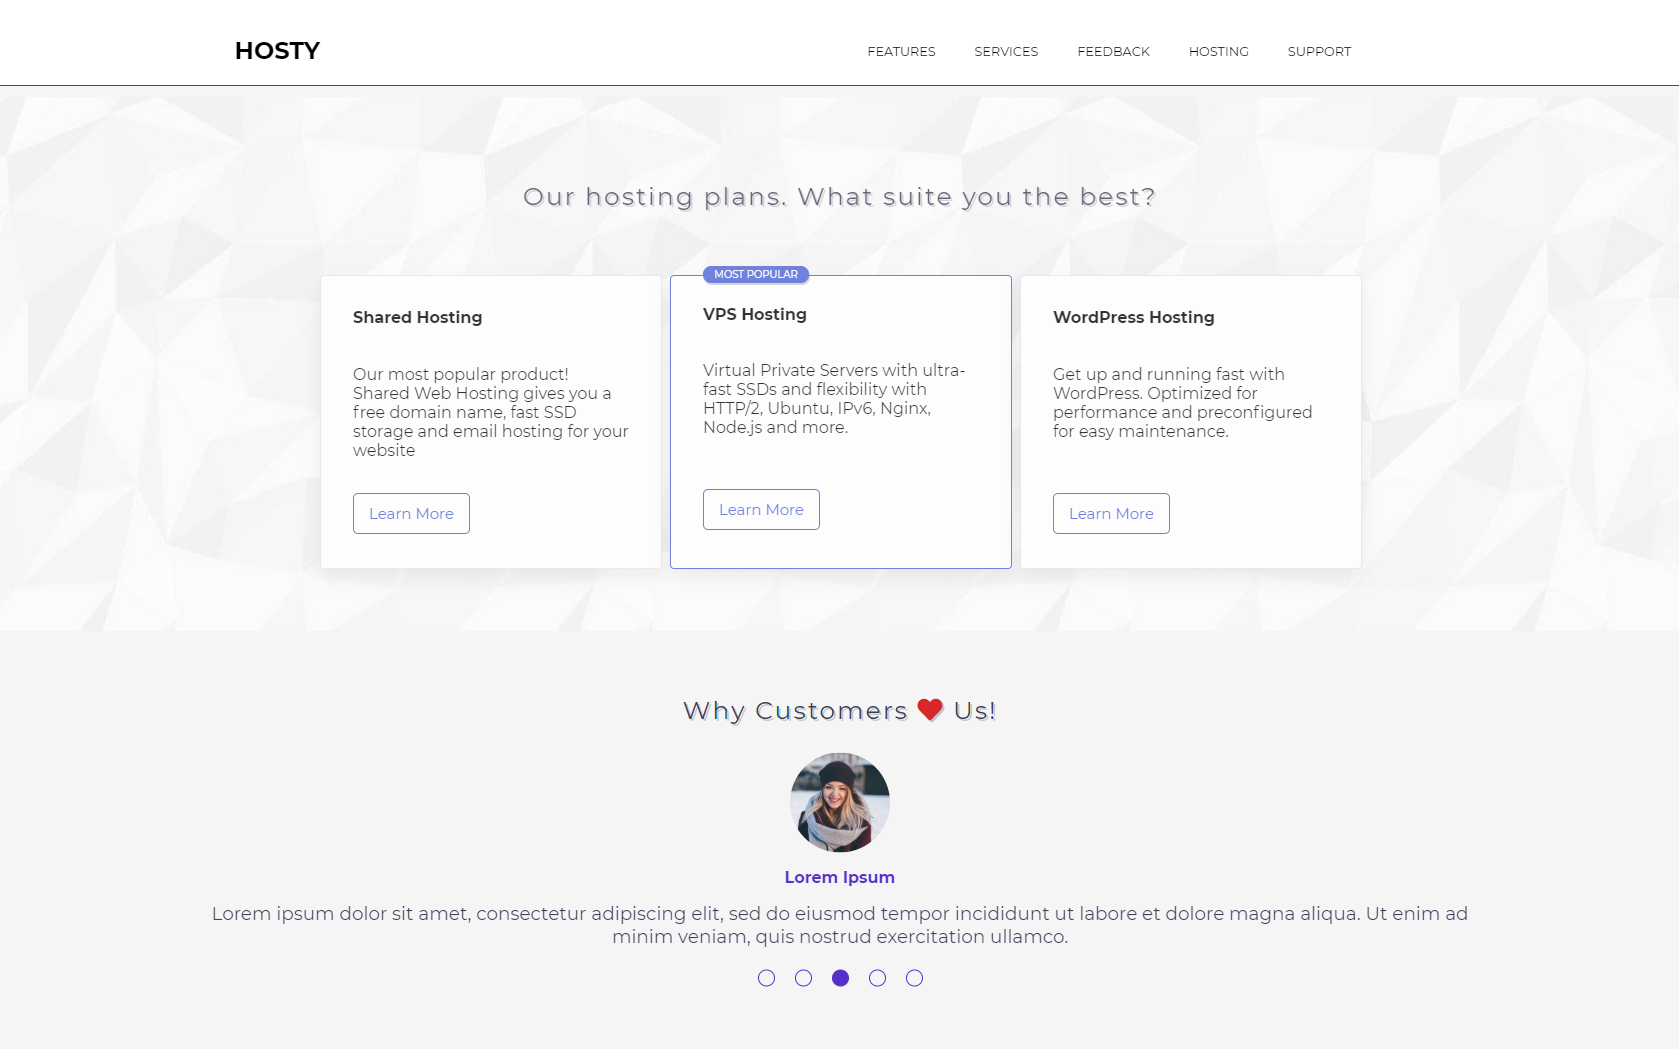 HOSTY
FEATURES SERVICES FEEDBACK HOSTING SUPPORT
Our hosting plans. What suite you the best?
Shared Hosting
Our most popular product!
Shared Web Hosting gives you a
free domain name, fast SSD
storage and email hosting for your
website
Learn More
MOST POPULAR
VPS Hosting
Virtual Private Servers with ultra-
fast SSDs and flexibility with
HTTP/2, Ubuntu, IPv6, Nginx,
Node.js and more.
Learn More
WordPress Hosting
Get up and running fast with
WordPress. Optimized for
performance and preconfigured
for easy maintenance.
Learn More
Why Customers ❤ Us!
Lorem Ipsum
Lorem ipsum dolor sit amet, consectetur adipiscing elit, sed do eiusmod tempor incididunt ut labore et dolore magna aliqua. Ut enim ad
minim veniam, quis nostrud exercitation ullamco.